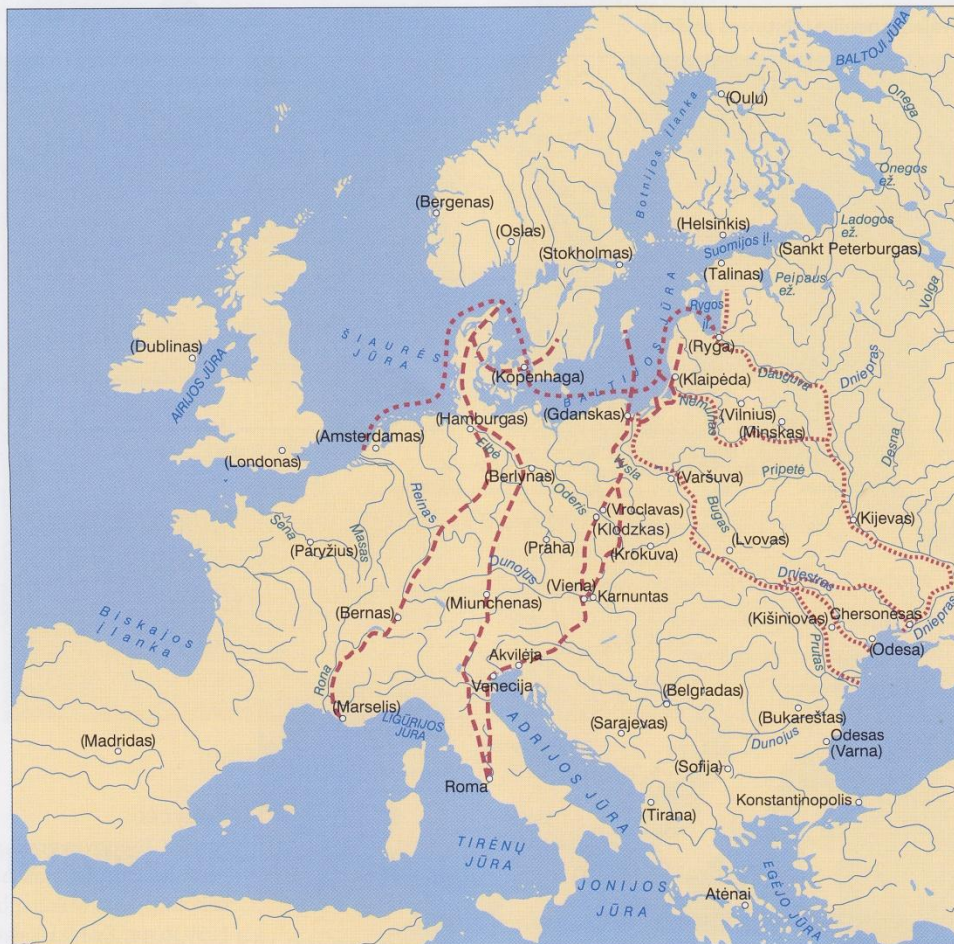 BALTOJI JŪRA
(Oulu)
Onega
Botnijos įlanka
Onegos
ež.
(Bergenas)
(Oslas)
(Helsinkis)
Ladogos
ež.
Suomijos įl.
(Sankt Peterburgas)
(Stokholmas)
(Talinas)
Peipaus
ež.
Volga
Rygos
įl.
ŠIAURĖS
JŪRA
(Dublinas)
AIRIJOS JŪRA
(Ryga)
BALTIJOS JŪRA
(Kopenhaga)
(Klaipėda)
Dauguva
Dniepras
(Hamburgas)
(Gdanskas)
Nemunas
(Vilnius)
(Minskas)
Desna
(Amsterdamas)
Elbė
(Londonas)
(Berlynas)
Vysla
(Varšuva)
Pripetė
Reinas
Oderis
Bugas
(Vroclavas)
(Klodzkas)
(Kijevas)
Sena
Masas
(Paryžius)
(Praha)
(Krokuva)
(Lvovas)
Dunojus
Dniestras
(Viena)
Karnuntas
(Bernas)
(Miunchenas)
(Kišiniovas)
Chersonesas
Dniepras
Biskajos
įlanka
Prutas
(Odesa)
Akvilėja
Venecija
Rona
(Belgradas)
(Marselis)
LIGŪRIJOS
JŪRA
ADRIJOS JŪRA
(Sarajevas)
(Bukareštas)
Dunojus
Odesas
(Varna)
(Madridas)
(Sofija)
Roma
(Tirana)
Konstantinopolis
TIRĖNŲ
JŪRA
JONIJOS
JŪRA
Atėnai
EGĖJO JŪRA